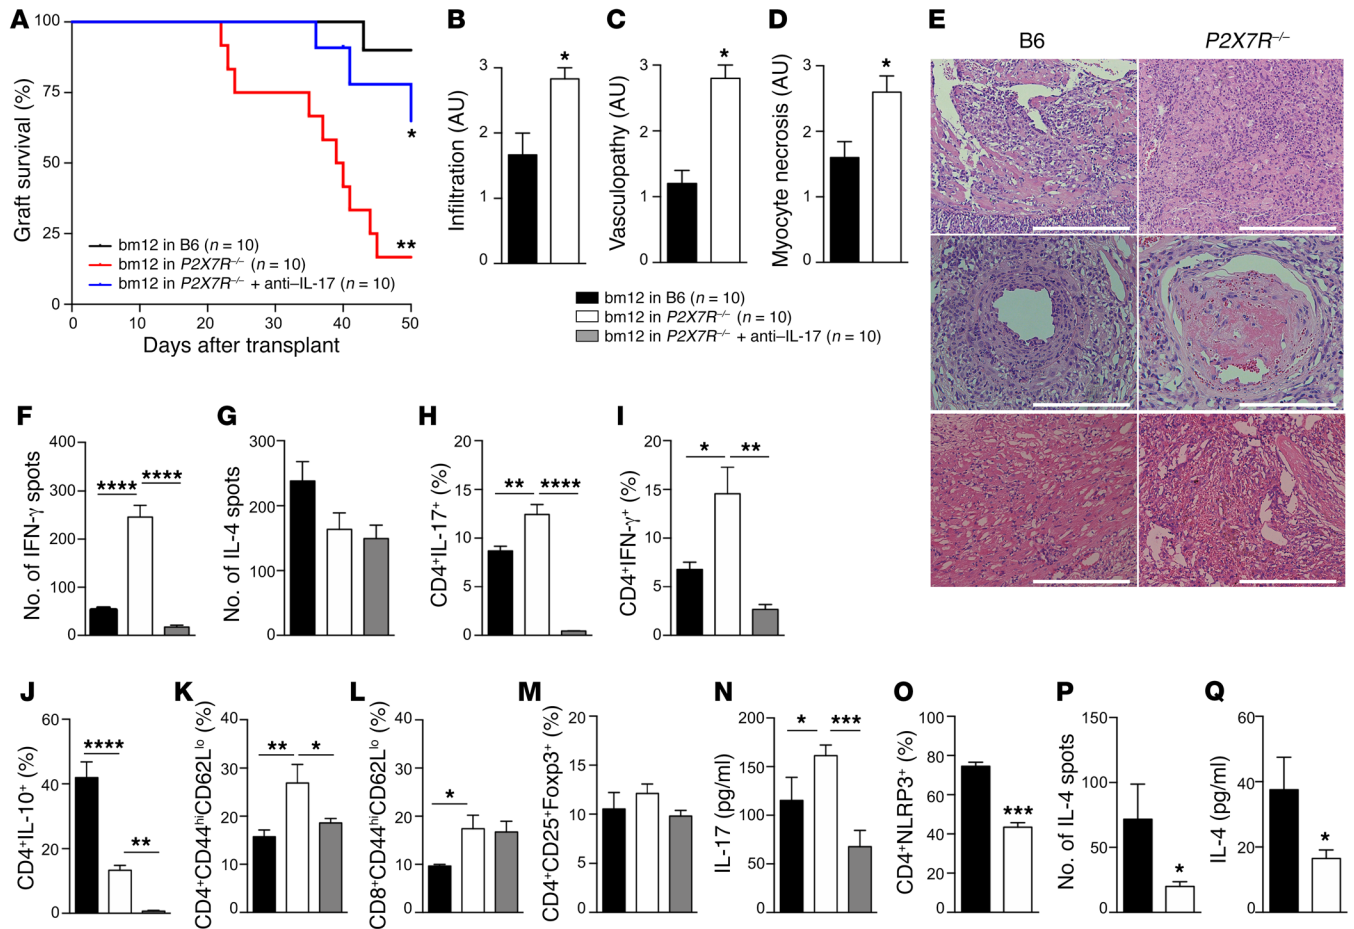 A
Graft survival (%)
100
75
50
25
0
0
10
20
30
40
50
Days after transplant
*
**
bm12 in B6 (n = 10)
bm12 in P2X7R–/– (n = 10)
bm12 in P2X7R–/– + anti–IL-17 (n = 10)
B
Infiltration (AU)
3
2
1
0
*
C
Vasculopathy (AU)
3
2
1
0
*
D
Myocyte necrosis (AU)
3
2
1
0
*
bm12 in B6 (n = 10)
bm12 in P2X7R–/– (n = 10)
bm12 in P2X7R–/– + anti–IL-17 (n = 10)
E
B6
P2X7R–/–
F
No. of IFN-γ spots
400
300
200
100
0
****
****
G
No. of IL-4 spots
300
200
100
0
H
CD4+IL-17+ (%)
20
15
10
5
0
**
****
I
CD4+IFN-γ+ (%)
20
15
10
5
0
*
**
J
CD4+IL-10+ (%)
60
40
20
0
****
**
K
CD4+CD44hiCD62Llo (%)
40
30
20
10
0
**
*
L
CD8+CD44hiCD62Llo (%)
40
30
20
10
0
*
M
CD4+CD25+Foxp3+ (%)
20
15
10
5
0
N
IL-17 (pg/ml)
200
150
100
50
0
*
***
O
CD4+NLRP3+ (%)
100
80
60
40
20
0
***
P
No. of IL-4 spots
150
100
50
0
*
Q
IL-4 (pg/ml)
60
40
20
0
*